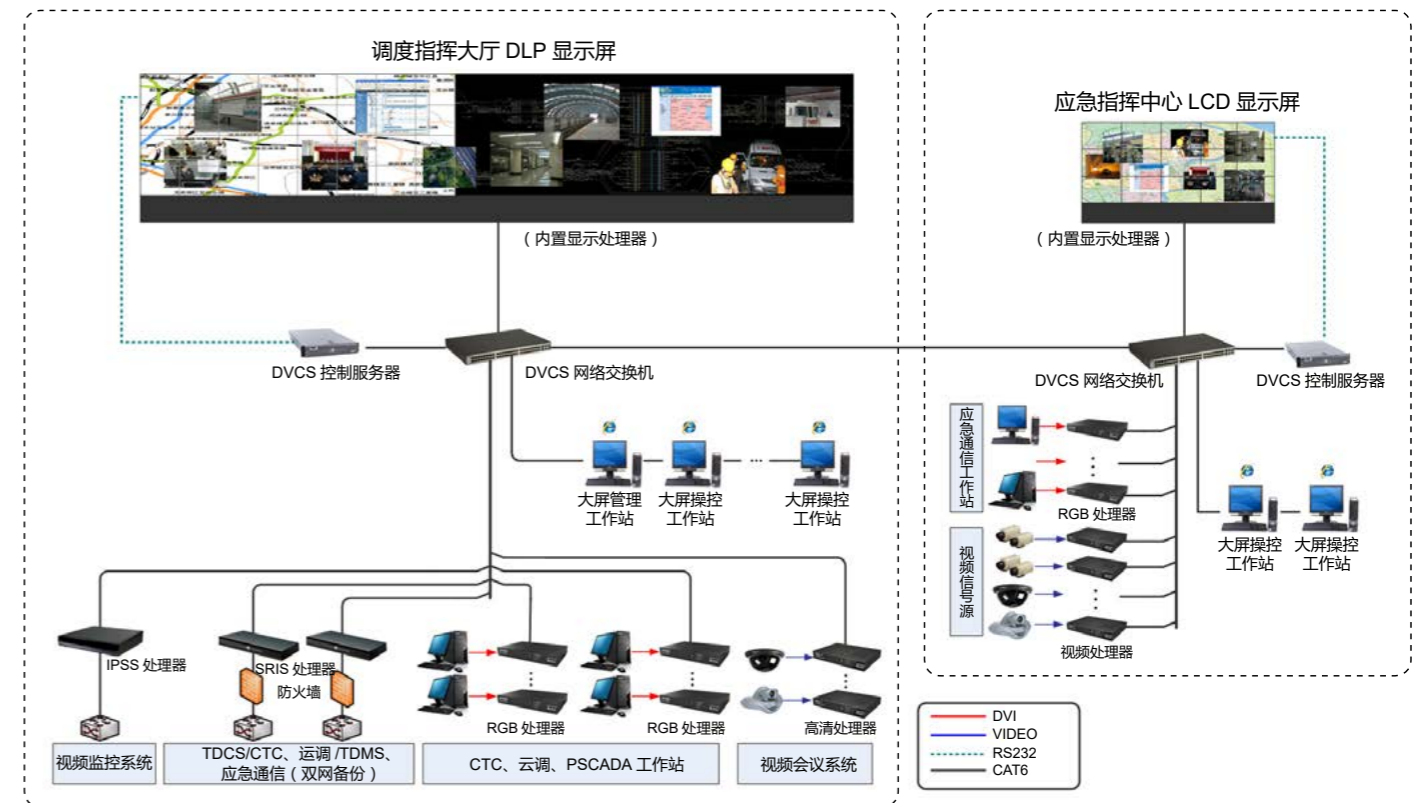 调度指挥大厅 DLP 显示屏
(内置显示处理器)
DVCS 控制服务器
DVCS 网络交换机
大屏管理
工作站
大屏操控
工作站
...
大屏操控
工作站
IPSS 处理器
SRIS 处理器
防火墙
RGB 处理器
RGB 处理器
高清处理器
视频监控系统
TDCS/CTC、运调 /TDMS、
应急通信(双网备份)
CTC、云调、PSCADA 工作站
视频会议系统
应急指挥中心 LCD 显示屏
(内置显示处理器)
DVCS 网络交换机
DVCS 控制服务器
应急通信工作站
RGB 处理器
视频信号源
视频处理器
大屏操控
工作站
大屏操控
工作站
DVI
VIDEO
RS232
CAT6